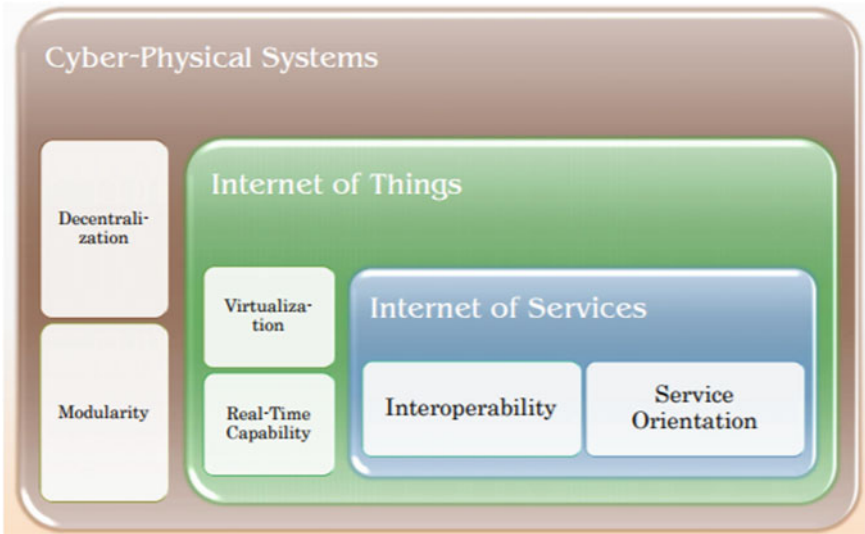 Cyber-Physical Systems
Decentrali-
zation
Modularity
Internet of Things
Virtualiza-
tion
Real-Time
Capability
Internet of Services
Interoperability
Service
Orientation